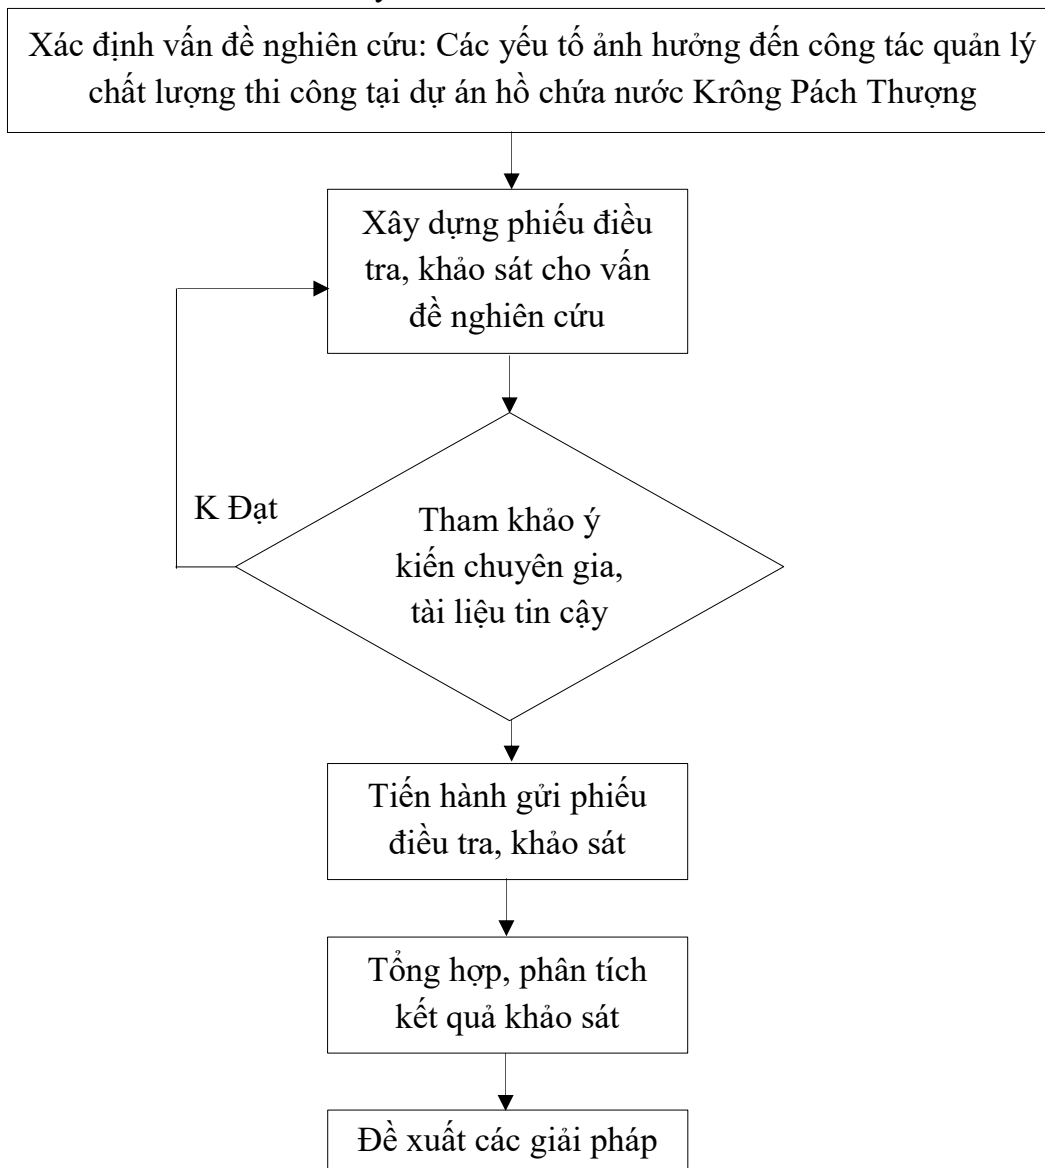 Xác định vấn đề nghiên cứu: Các yếu tố ảnh hưởng đến công tác quản lý
chất lượng thi công tại dự án hồ chứa nước Krông Pách Thượng
Xây dựng phiếu điều
tra, khảo sát cho vấn
đề nghiên cứu
K Đạt
Tham khảo ý
kiến chuyên gia,
tài liệu tin cậy
Tiến hành gửi phiếu
điều tra, khảo sát
Tổng hợp, phân tích
kết quả khảo sát
Đề xuất các giải pháp